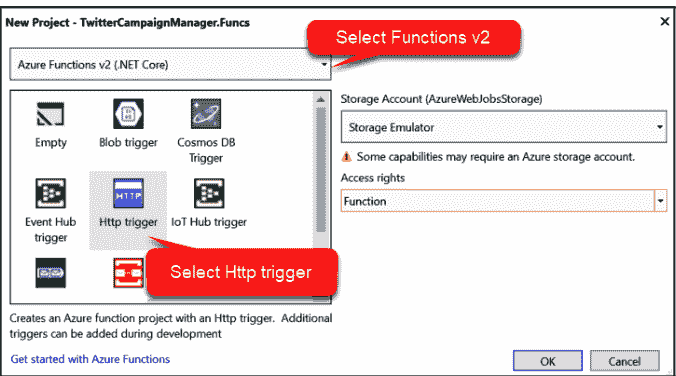 New Project - TwitterCampaignManager.Funcs
Select Functions v2
Azure Functions v2 (.NET Core)
Storage Account (AzureWebJobsStorage)
Empty
Blob trigger
Cosmos DB
Trigger
Storage Emulator
Some capabilities may require an Azure storage account.
Access rights
Function
HTTP
Event Hub
trigger
Http trigger
IoT Hub trigger
Select Http trigger
Creates an Azure function project with an Http trigger. Additional
triggers can be added during development
Get started with Azure Functions
OK
Cancel